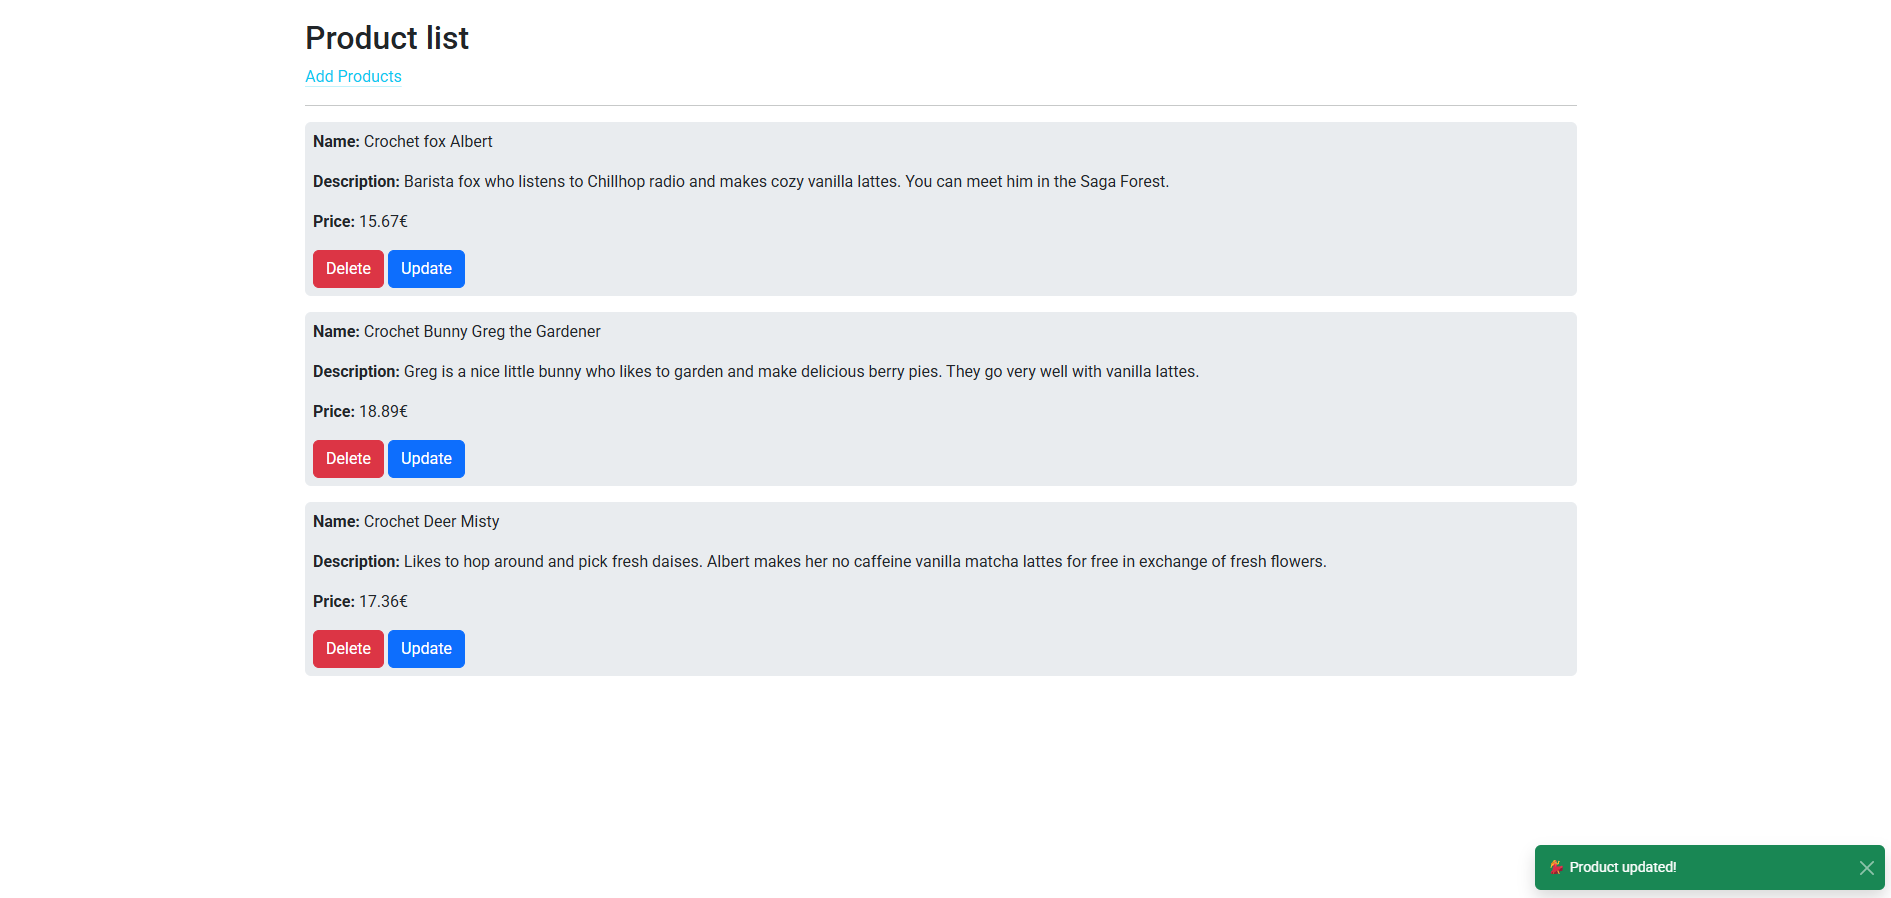 Product list
Add Products
Name: Crochet fox Albert
Description: Barista fox who listens to Chillhop radio and makes cozy vanilla lattes. You can meet him in the Saga Forest.
Price: 15.67€
Delete Update
Name: Crochet Bunny Greg the Gardener
Description: Greg is a nice little bunny who likes to garden and make delicious berry pies. They go very well with vanilla lattes.
Price: 18.89€
Delete Update
Name: Crochet Deer Misty
Description: Likes to hop around and pick fresh daises. Albert makes her no caffeine vanilla matcha lattes for free in exchange of fresh flowers.
Price: 17.36€
Delete Update
Product updated!